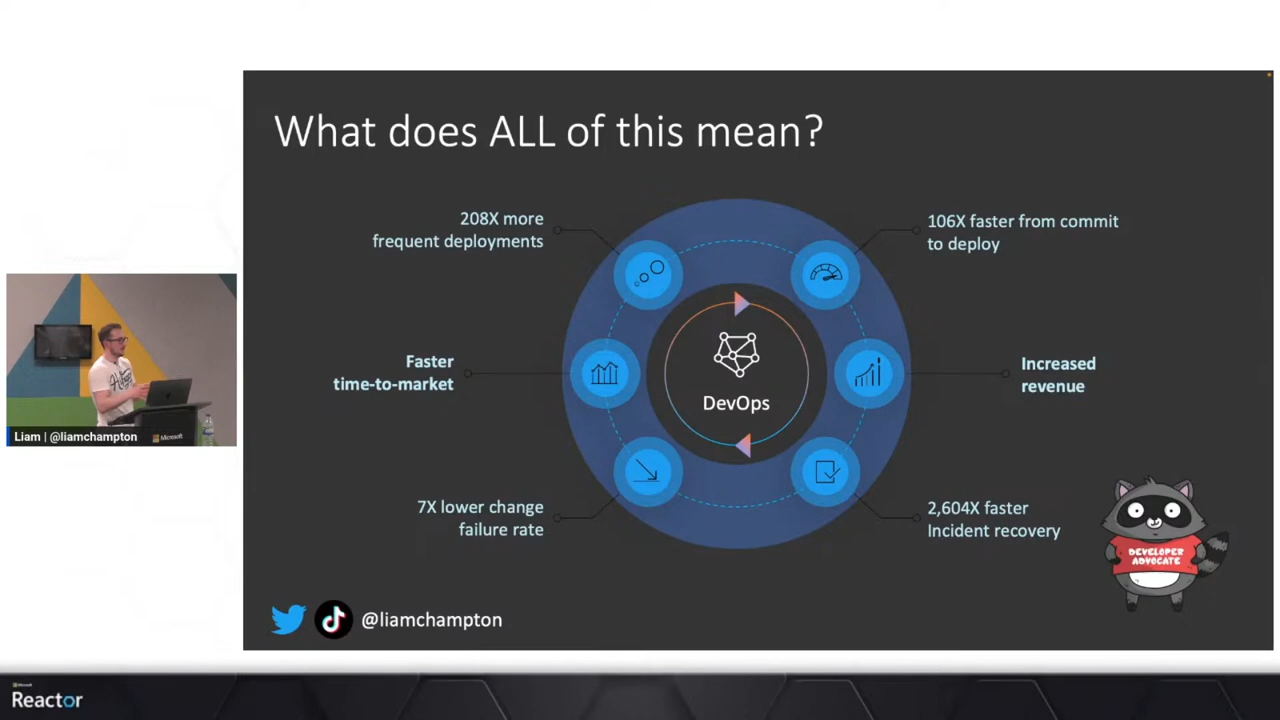 What does ALL of this mean?
208X more
frequent deployments
106X faster from commit
to deploy
Faster
time-to-market
DevOps
Increased
revenue
7X lower change
failure rate
2,604X faster
Incident recovery
DEVELOPER
ADVOCATE
@liamchampton
Liam | @liamchampton
Microsoft
Microsoft
Reactor